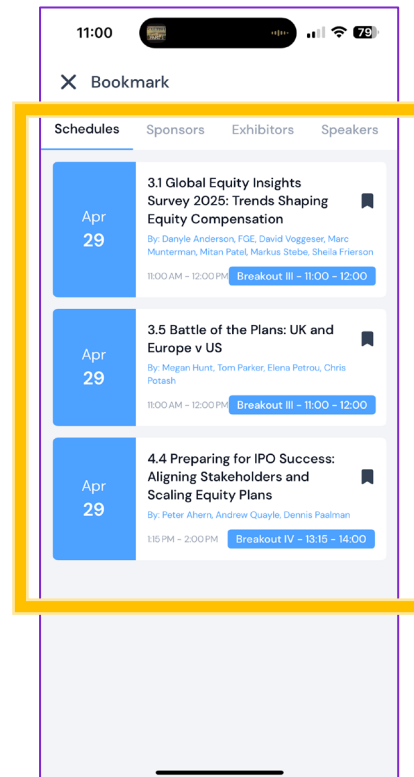 11:00
79
Bookmark
Schedules Sponsors Exhibitors Speakers
Apr
29
3.1 Global Equity Insights
Survey 2025: Trends Shaping
Equity Compensation
By: Danyle Anderson, FGE, David Voggeser, Marc
Munterman, Mitan Patel, Markus Stebe, Sheila Frierson
11:00 AM - 12:00 PM Breakout III - 11:00 - 12:00
Apr
29
3.5 Battle of the Plans: UK and
Europe v US
By: Megan Hunt, Tom Parker, Elena Petrou, Chris
Potash
11:00 AM - 12:00 PM Breakout III - 11:00 - 12:00
Apr
29
4.4 Preparing for IPO Success:
Aligning Stakeholders and
Scaling Equity Plans
By: Peter Ahern, Andrew Quayle, Dennis Paalman
1:15 PM - 2:00 PM Breakout IV - 13:15 - 14:00